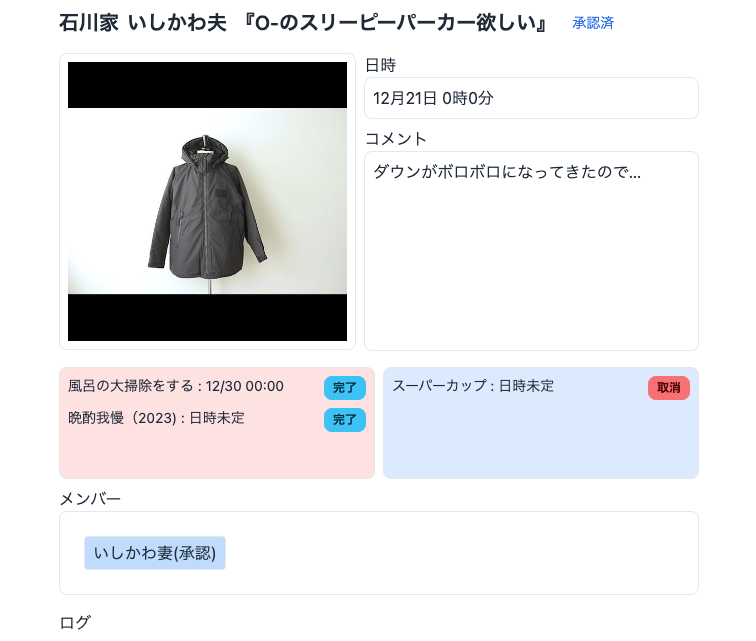 石川家 いしかわ夫 『O-のスリーピーパーカー欲しい』 承認済
日時
12月21日 0時0分
コメント
ダウンがボロボロになってきたので...
風呂の大掃除をする : 12/30 00:00 完了
晩酌我慢（2023) : 日時未定 完了
スーパーカップ : 日時未定 取消
メンバー
いしかわ妻(承認)
ログ